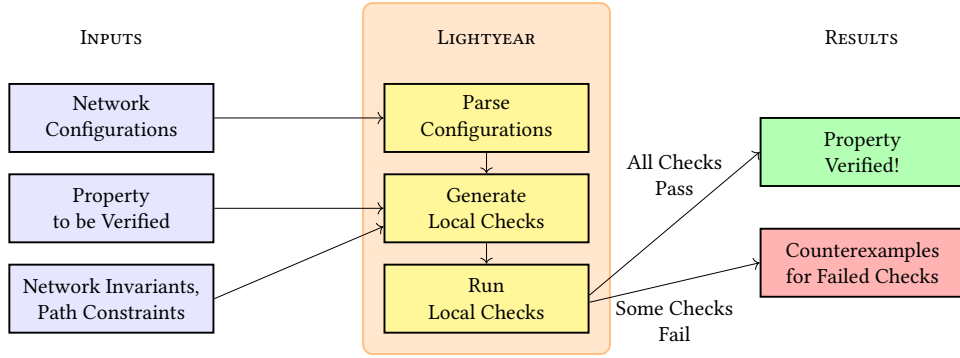 INPUTS
LIGHTYEAR
RESULTS
Network
Configurations
Property
to be Verified
Network Invariants,
Path Constraints
Parse
Configurations
Generate
Local Checks
Run
Local Checks
All Checks
Pass
Some Checks
Fail
Property
Verified!
Counterexamples
for Failed Checks